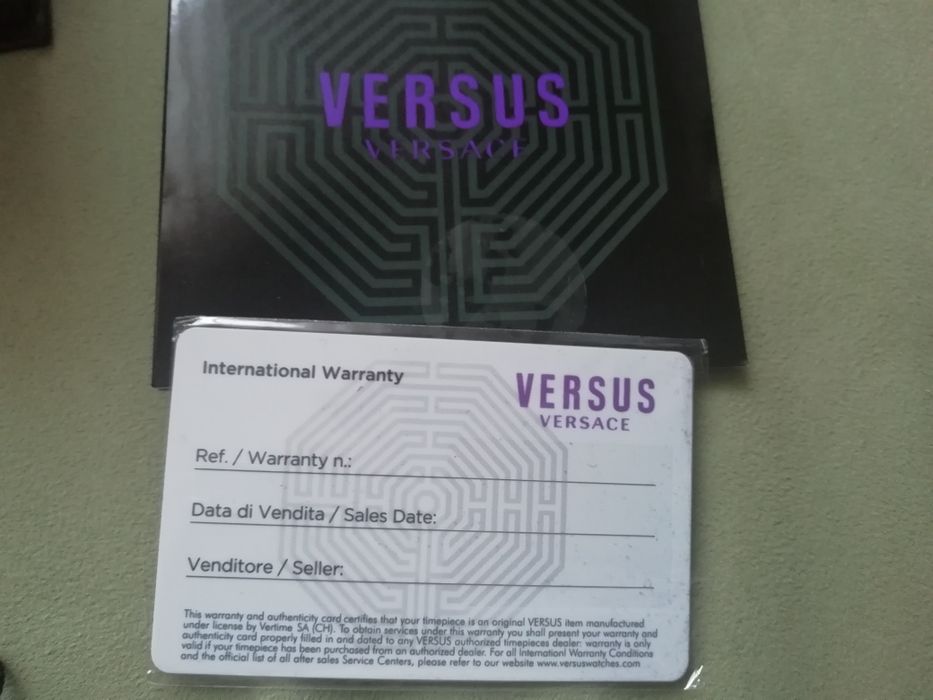 VERSUS
VERSACE
International Warranty
VERSUS
VERSACE
Ref. / Warranty n.:
Data di Vendita / Sales Date:
Venditore / Seller:
This warranty and authenticity card certifies that your timepiece is an original VERSUS item manufactured
under license by Vertime SA (CH). To obtain services under this warranty you shall present your warranty and
authenticity card properly filled in and dated to any VERSUS authorized timepieces dealer: warranty is only
valid if your timepiece has been purchased from an authorized dealer. For all Internationl Warranty Conditions
and the official list of all after sales Service Centers, please refer to our website www.versuswatches.com